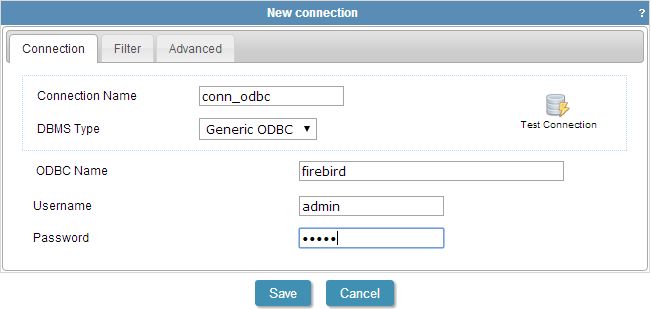 New connection ?
Connection Filter Advanced
Connection Name conn_odbc
DBMS Type Generic ODBC
Test Connection
ODBC Name firebird
Username admin
Password •••••
Save Cancel